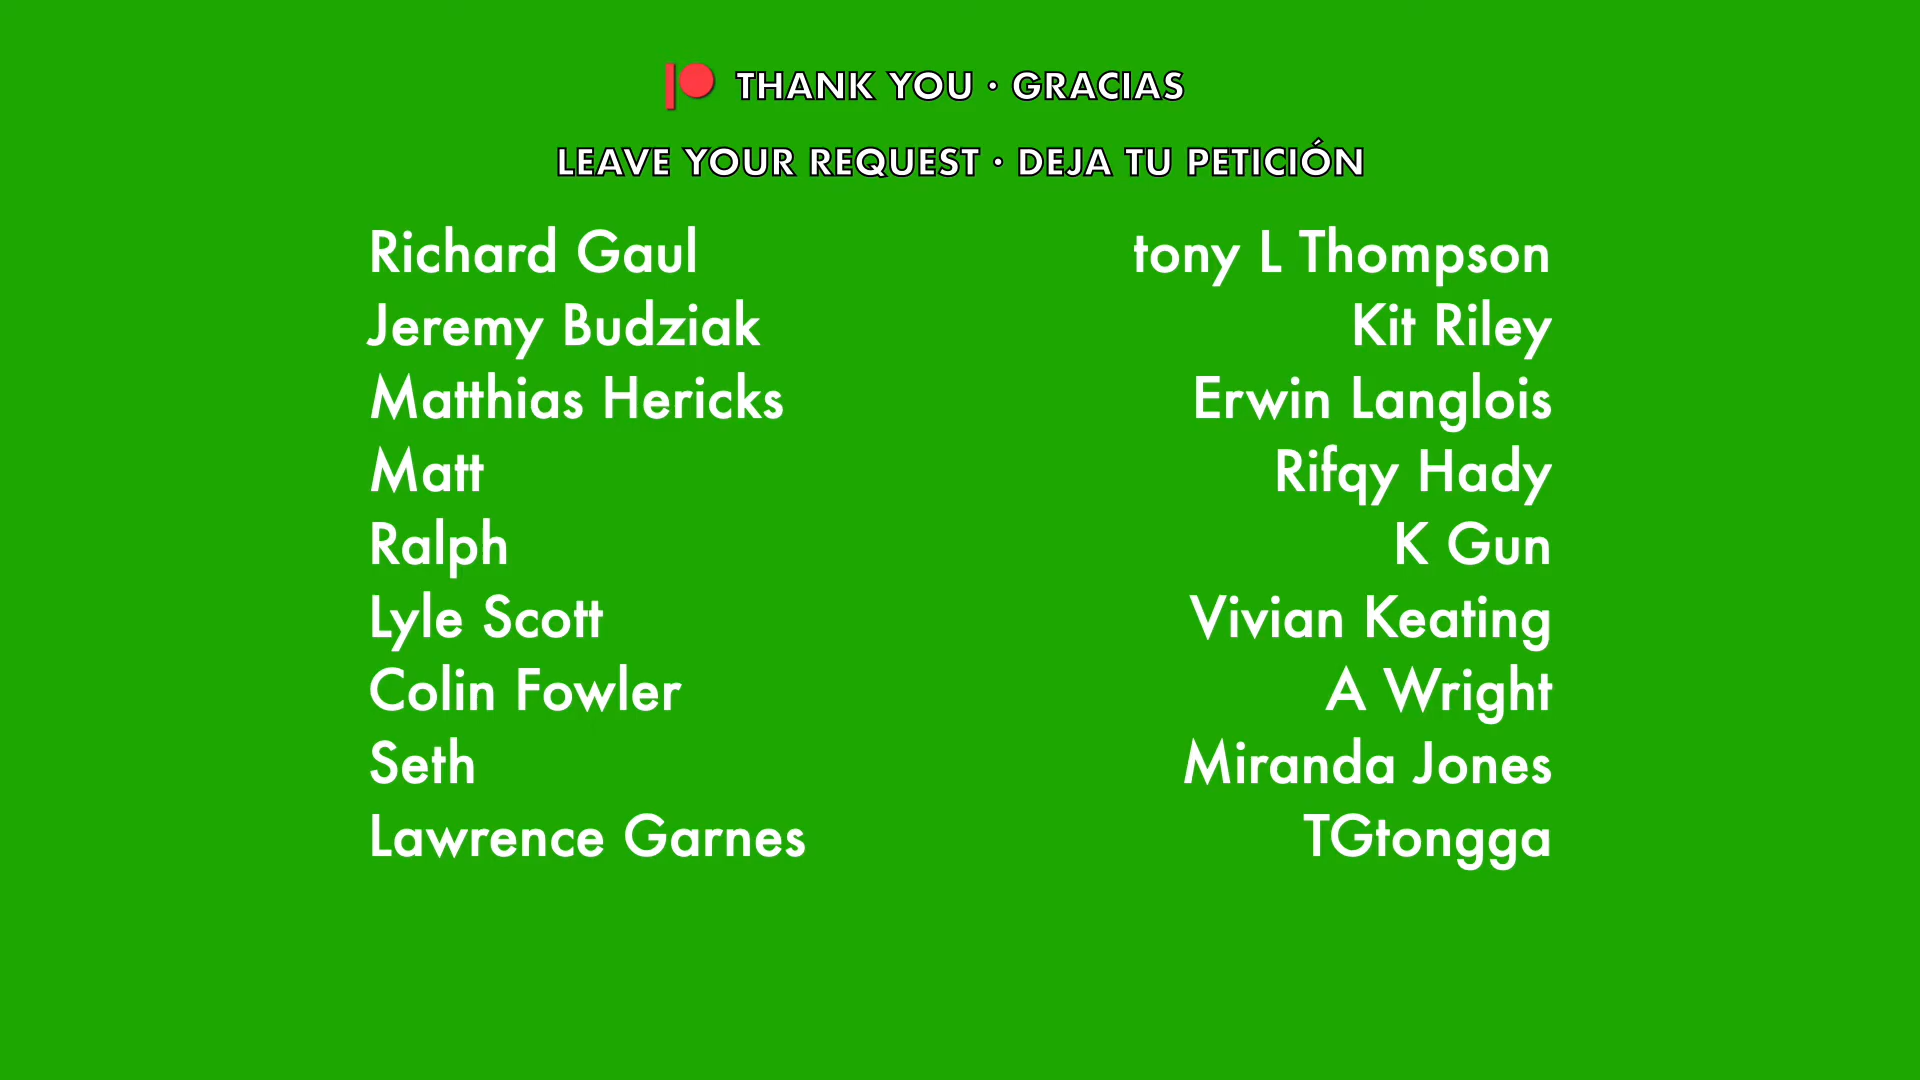 THANK YOU · GRACIAS
LEAVE YOUR REQUEST · DEJA TU PETICIÓN
Richard Gaul
Jeremy Budziak
Matthias Hericks
Matt
Ralph
Lyle Scott
Colin Fowler
Seth
Lawrence Garnes
tony L Thompson
Kit Riley
Erwin Langlois
Rifqy Hady
K Gun
Vivian Keating
A Wright
Miranda Jones
TGtongga